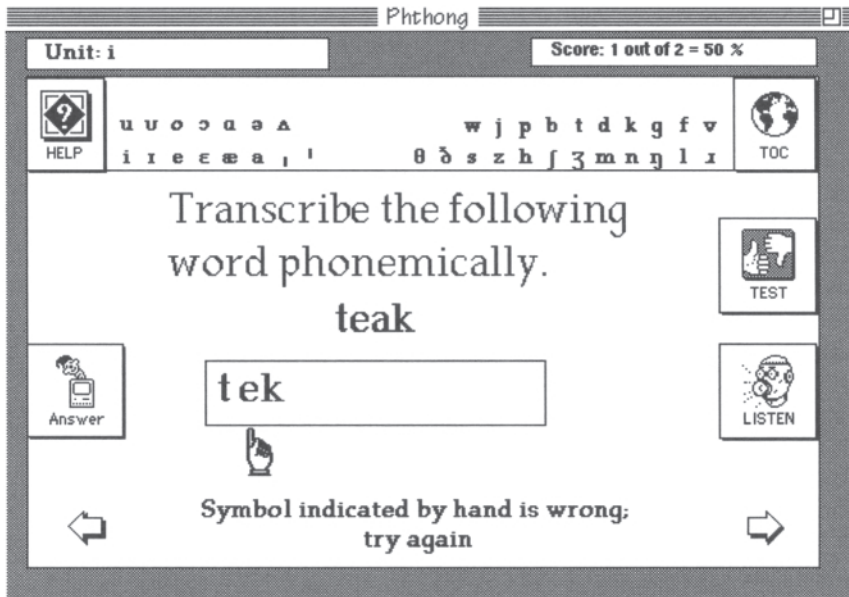 Phthong
Unit: i
Score: 1 out of 2 = 50 %
HELP
u ʊ o ɔ ɑ ə ʌ
w j p b t d k g f v
i ɪ e ɛ æ a ˌ ˈ
θ ð s z h ʃ ʒ m n ŋ l ɹ
TOC
Transcribe the following
word phonemically.
teak
TEST
tek
Answer
LISTEN
Symbol indicated by hand is wrong;
try again